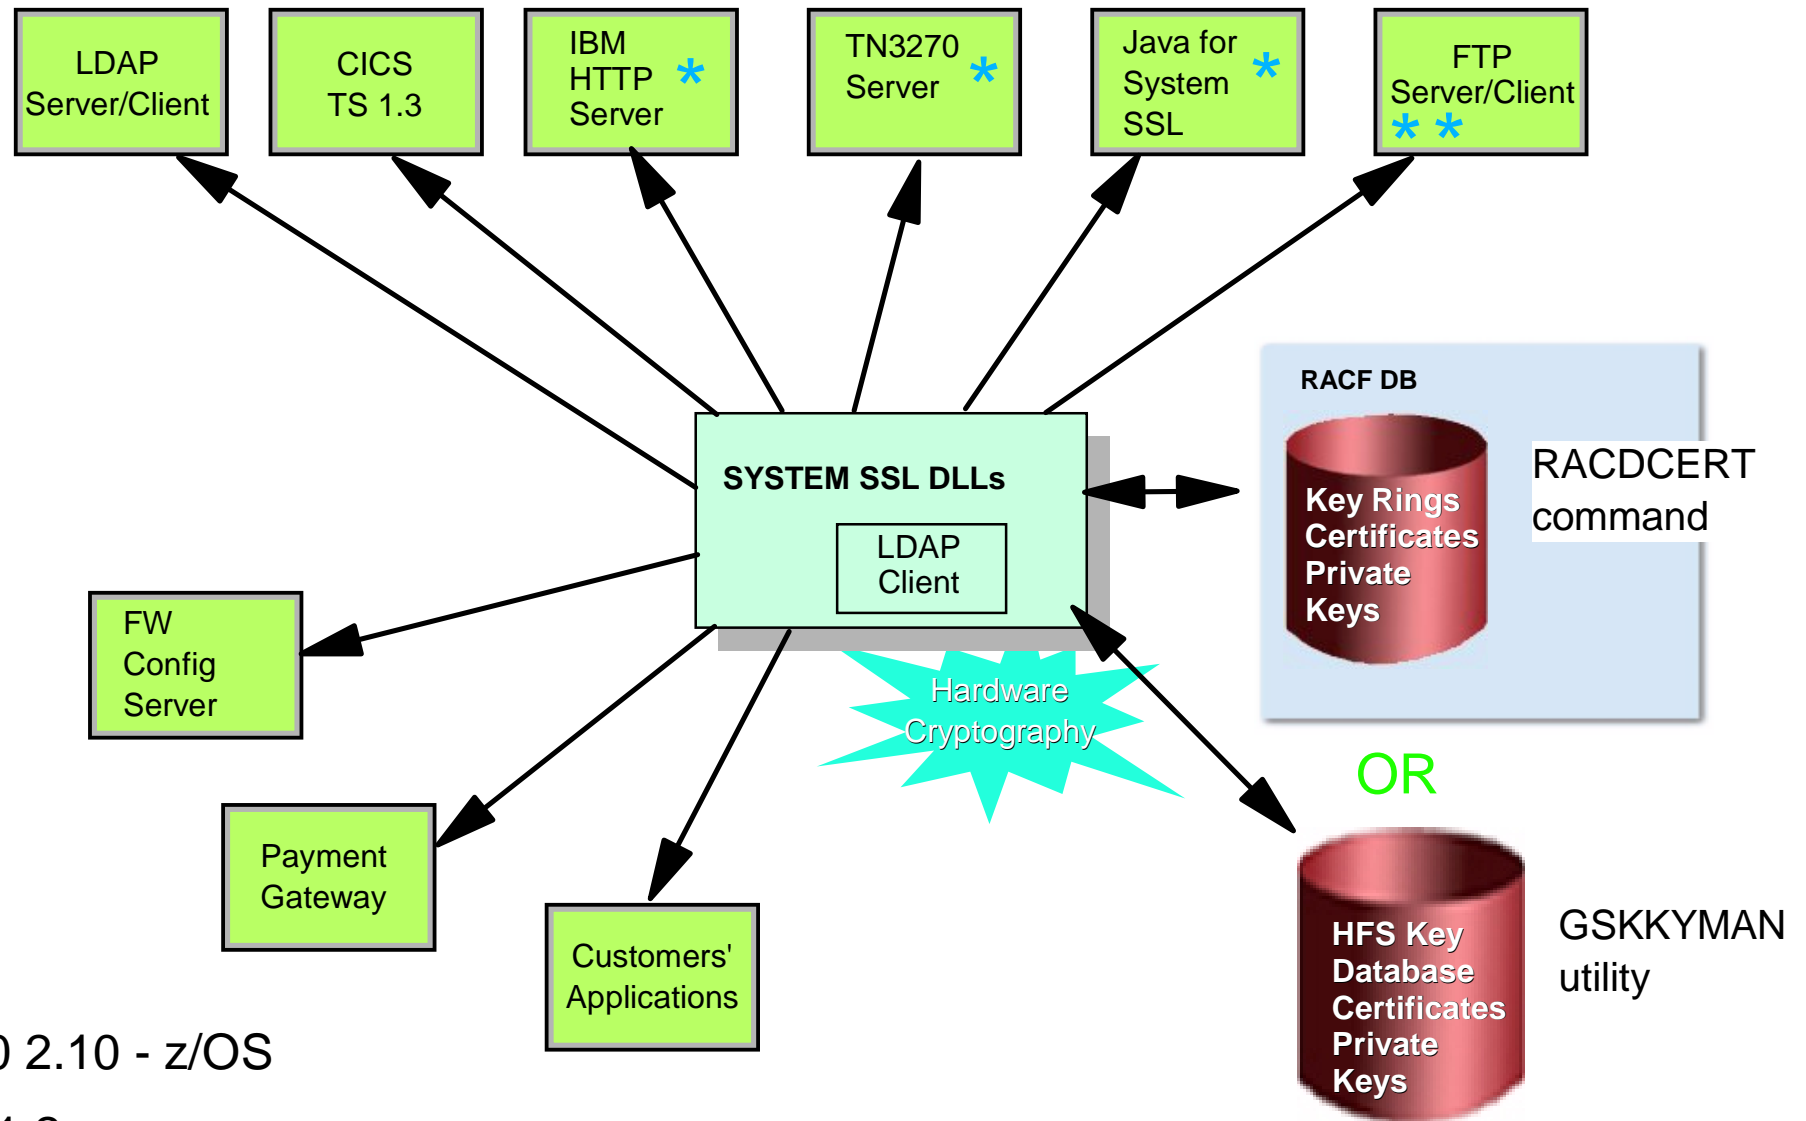 LDAP
Server/Client
CICS
TS 1.3
IBM
HTTP *
Server
TN3270
Server *
Java for
System *
SSL
FTP
Server/Client
* *
RACF DB
Key Rings
Certificates
Private
Keys
RACDCERT
command
SYSTEM SSL DLLs
LDAP
Client
Hardware
Cryptography
FW
Config
Server
OR
Payment
Gateway
Customers'
Applications
HFS Key
Database
Certificates
Private
Keys
GSKKYMAN
utility
2.10 - z/OS